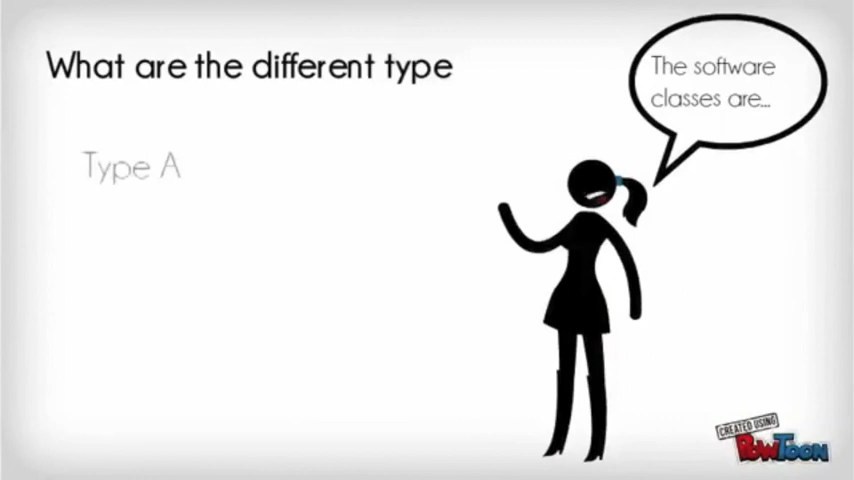 What are the different type
The software
classes are...
Type A
CREATED USING
POWTOON